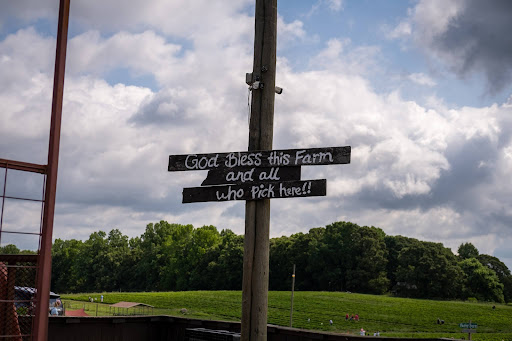 God Bless this Farm
and all
who Pick here!!